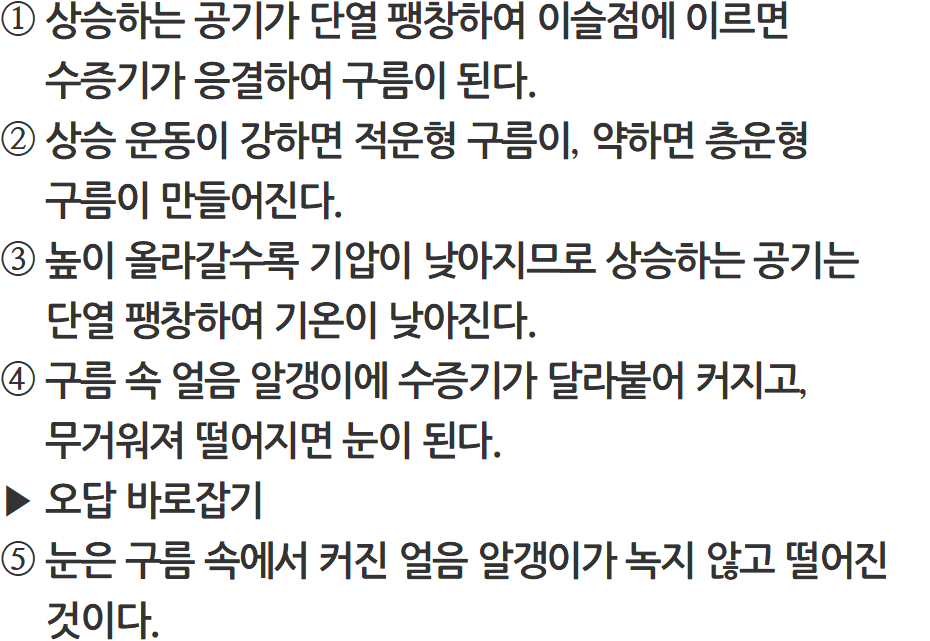 ① 상승하는 공기가 단열 팽창하여 이슬점에 이르면
수증기가 응결하여 구름이 된다.
② 상승 운동이 강하면 적운형 구름이, 약하면 층운형
구름이 만들어진다.
③ 높이 올라갈수록 기압이 낮아지므로 상승하는 공기는
단열 팽창하여 기온이 낮아진다.
④ 구름 속 얼음 알갱이에 수증기가 달라붙어 커지고,
무거워져 떨어지면 눈이 된다.
▶ 오답 바로잡기
⑤ 눈은 구름 속에서 커진 얼음 알갱이가 녹지 않고 떨어진
것이다.